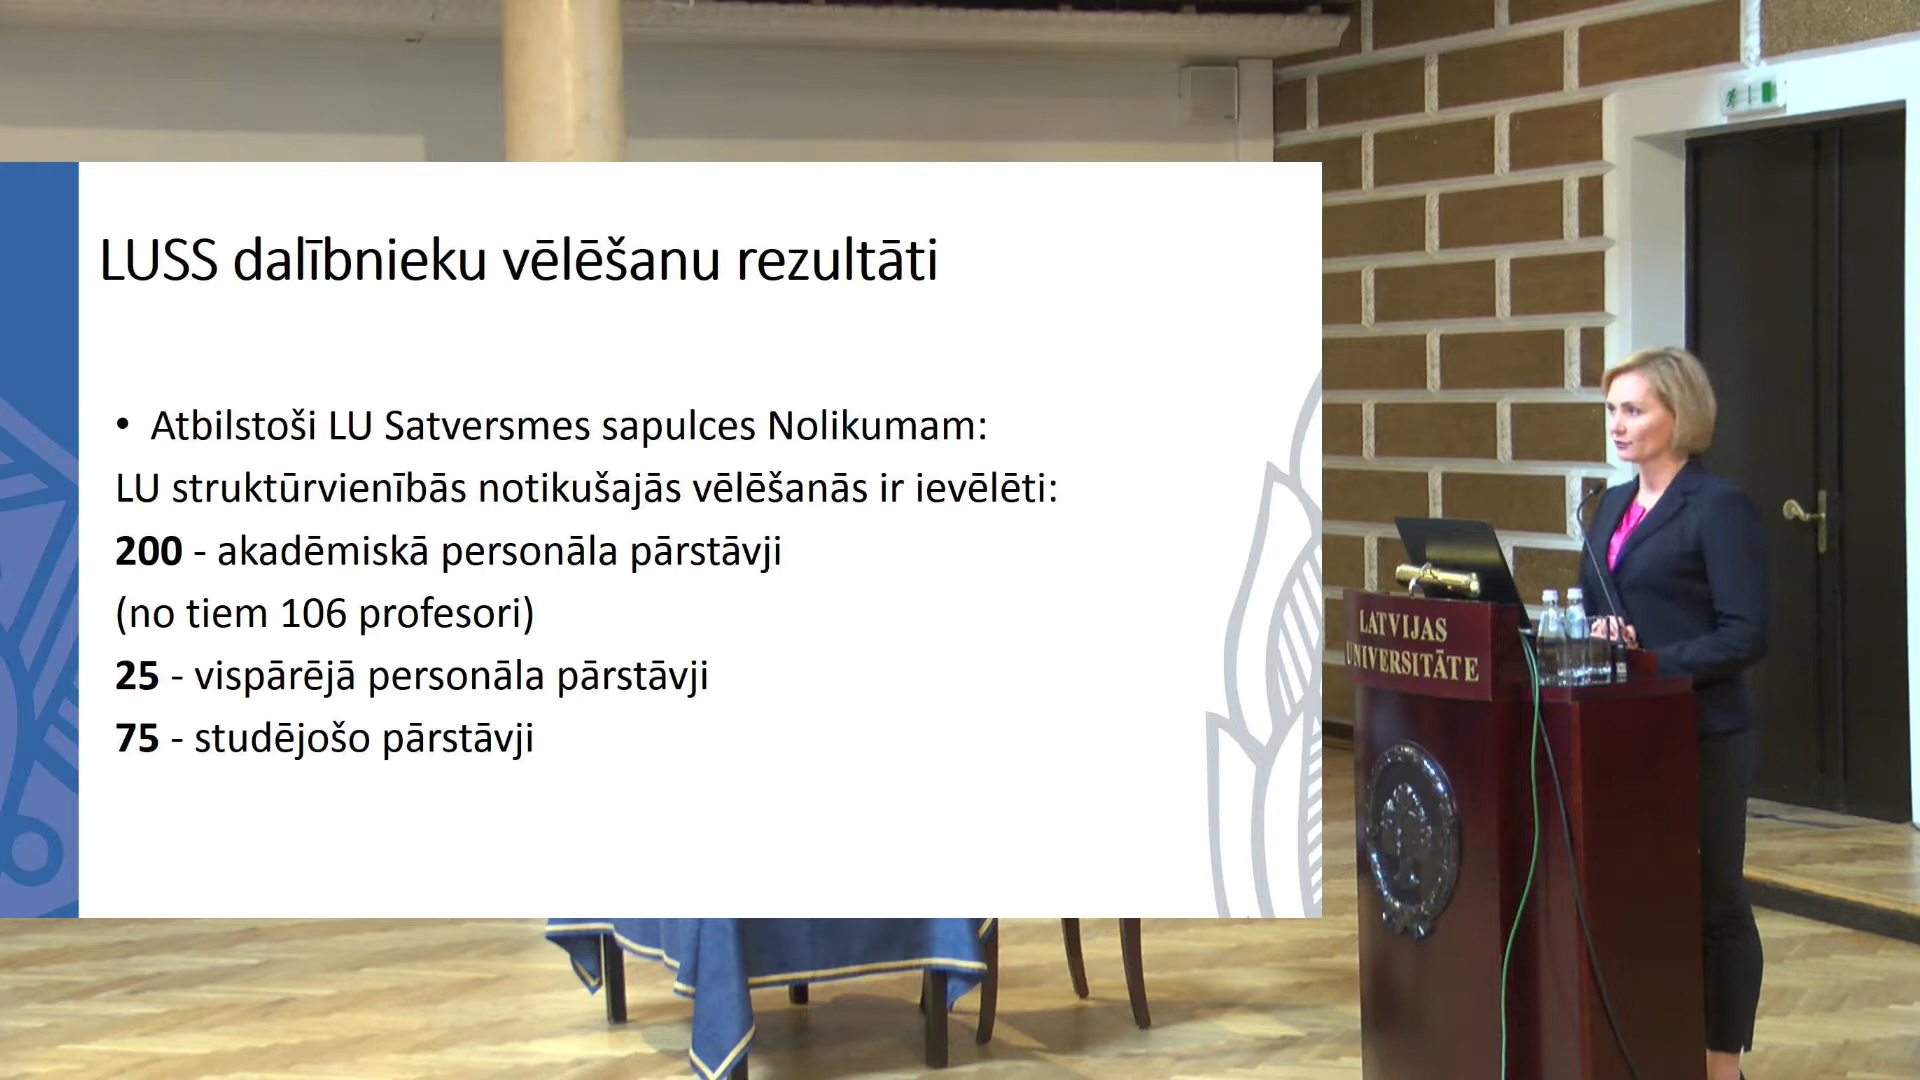 LUSS dalībnieku vēlēšanu rezultāti
• Atbilstoši LU Satversmes sapulces Nolikumam:
LU struktūrvienībās notikušajās vēlēšanās ir ievēlēti:
200 - akadēmiskā personāla pārstāvji
(no tiem 106 profesori)
25 - vispārējā personāla pārstāvji
75 - studējošo pārstāvji
LATVIJAS
UNIVERSITĀTE